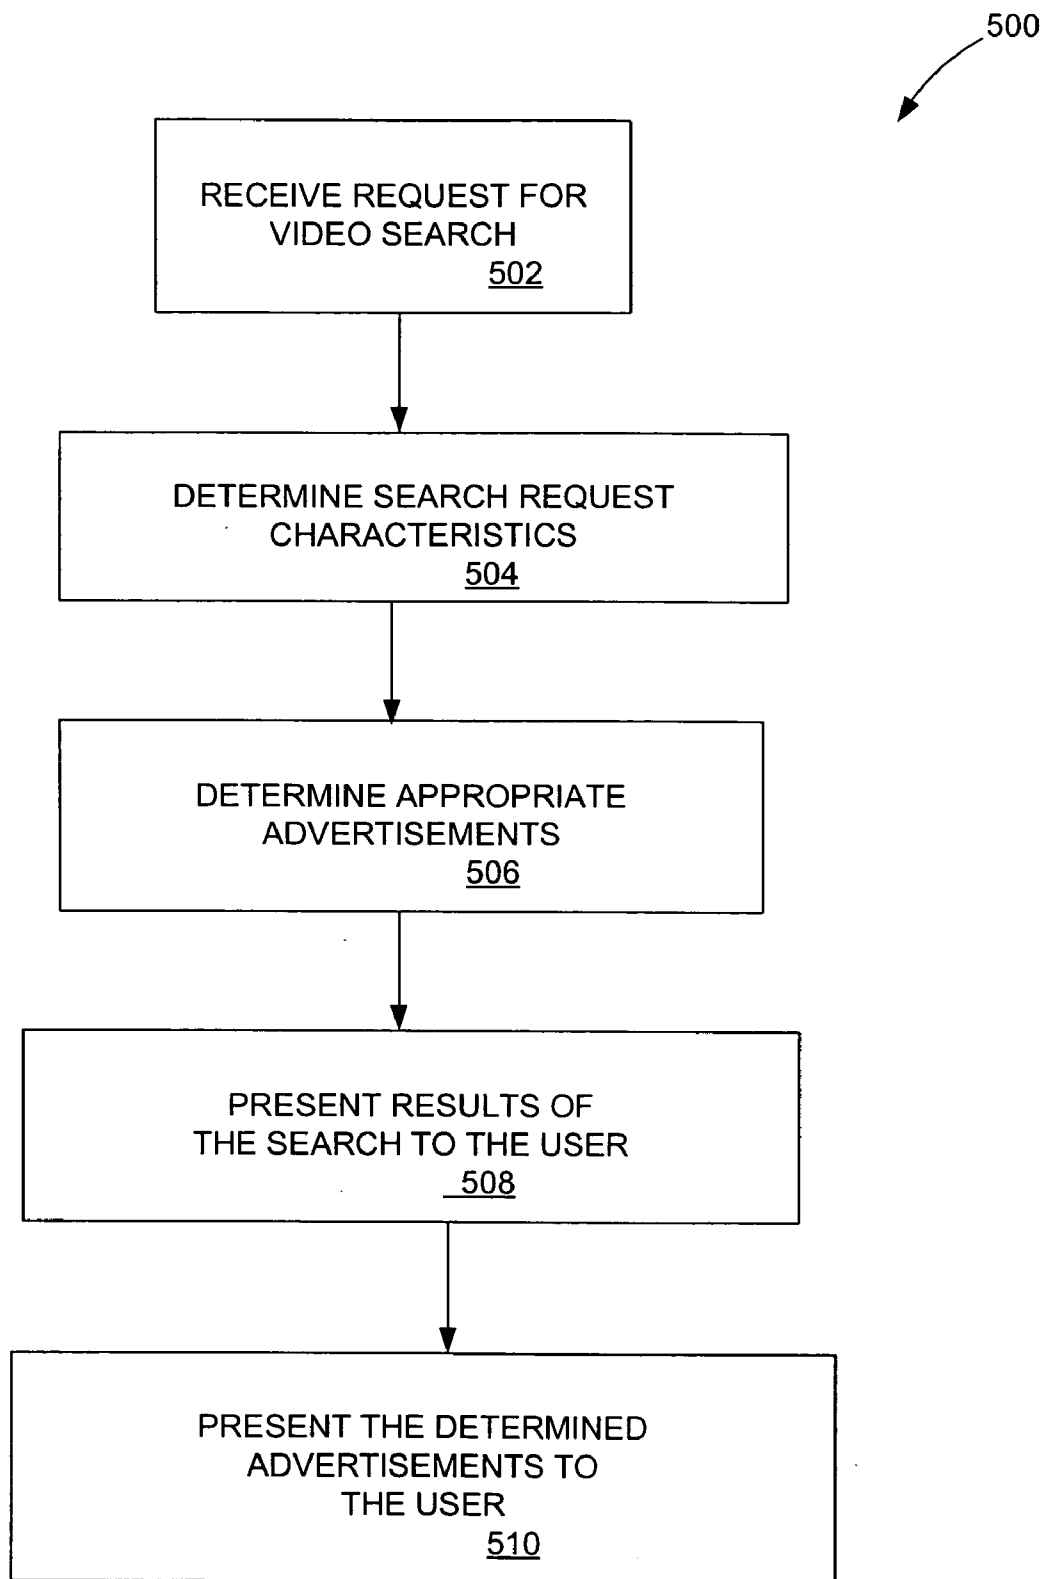 500
RECEIVE REQUEST FOR
VIDEO SEARCH
502
DETERMINE SEARCH REQUEST
CHARACTERISTICS
504
DETERMINE APPROPRIATE
ADVERTISEMENTS
506
PRESENT RESULTS OF
THE SEARCH TO THE USER
508
PRESENT THE DETERMINED
ADVERTISEMENTS TO
THE USER
510